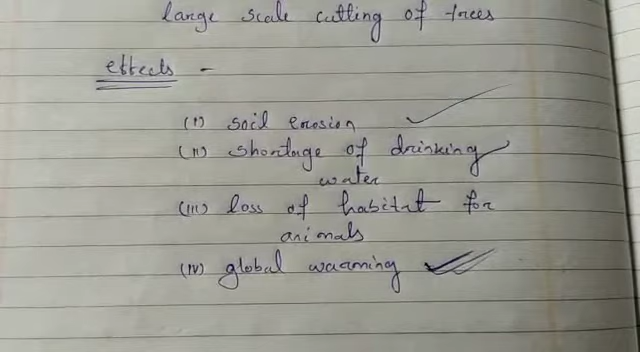 large scale cutting of trees
effects -
(i) soil erosion
(ii) shortage of drinking
water
(iii) loss of habitat for
animals
(iv) global warming